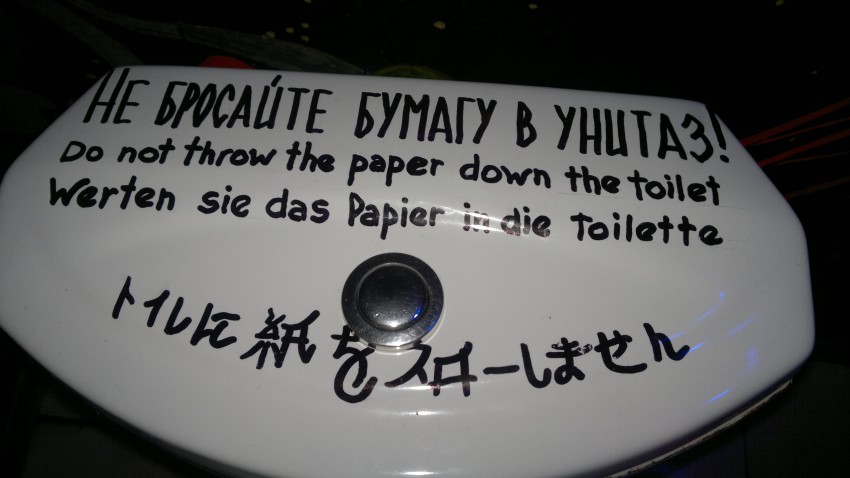 НЕ БРОСАЙТЕ БУМАГУ В УНИТАЗ!
Do not throw the paper down the toilet
Werten sie das Papier in die Toilette
トイルに紙をスローしません